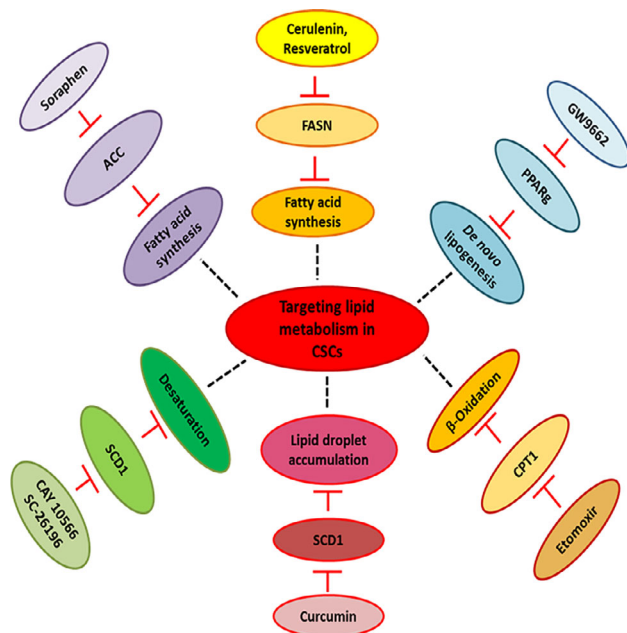 Cerulenin,
Resveratrol
FASN
Fatty acid
synthesis
Soraphen
ACC
Fatty acid
synthesis
GW9662
PPARg
De novo
lipogenesis
Targeting lipid
metabolism in
CSCs
Desaturation
SCD1
CAY 10566
SC-26196
Lipid droplet
accumulation
SCD1
Curcumin
β-Oxidation
CPT1
Etomoxir